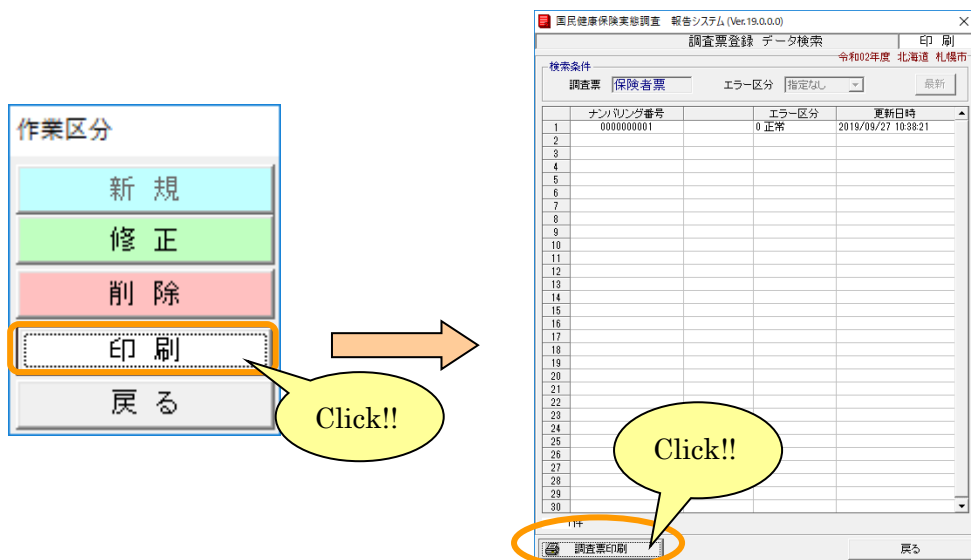 作業区分
新 規
修 正
削 除
印 刷
戻 る
Click!!
国民健康保険実態調査 報告システム (Ver.19.0.0.0)
調査票登録 データ検索
印 刷
令和02年度 北海道 札幌市
検索条件
調査票 保険者票 エラー区分 指定なし 最新
ナンバリング番号 エラー区分 更新日時
1 0000000001 0 正常 2019/09/27 10:38:21
2
3
4
5
6
7
8
9
10
11
12
13
14
15
16
17
18
19
20
21
22
23
24
25
26
27
28
29
30
Click!!
調査票印刷 戻る